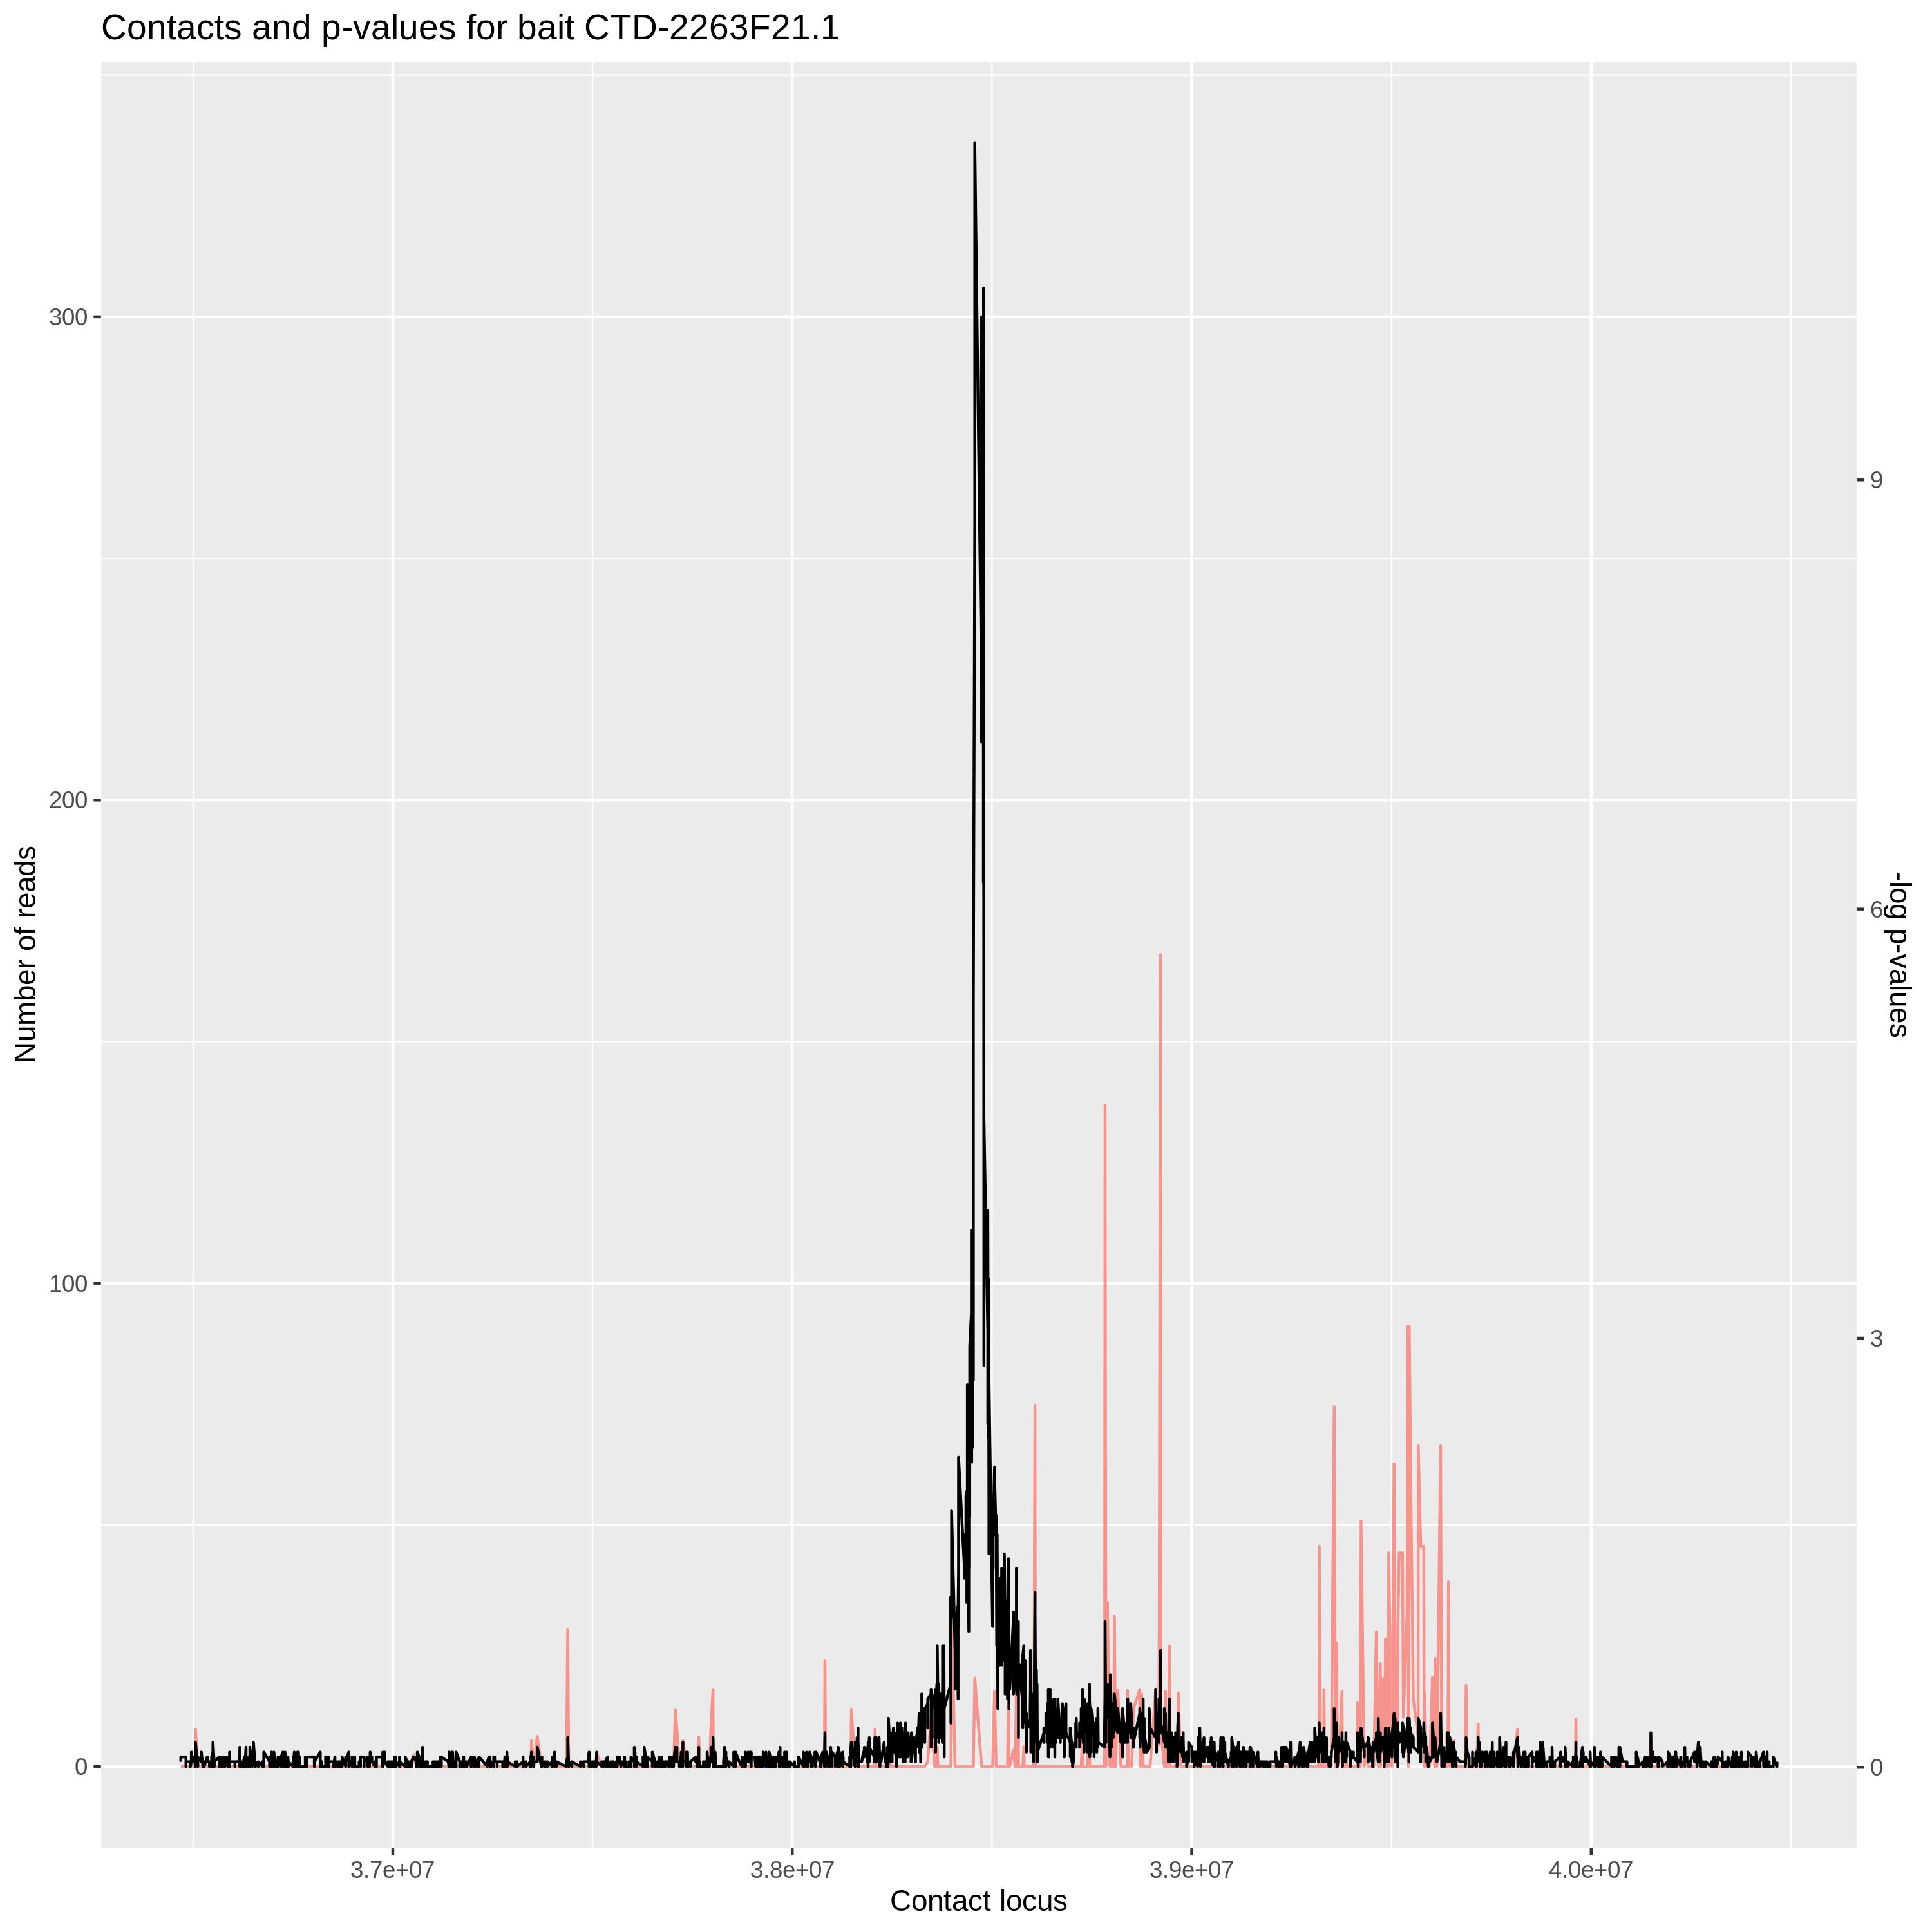 Contacts and p-values for bait CTD-2263F21.1
Number of reads
300
200
100
0
9
6
3
0
-log p-values
3.7e+07 3.8e+07 3.9e+07 4.0e+07
Contact locus